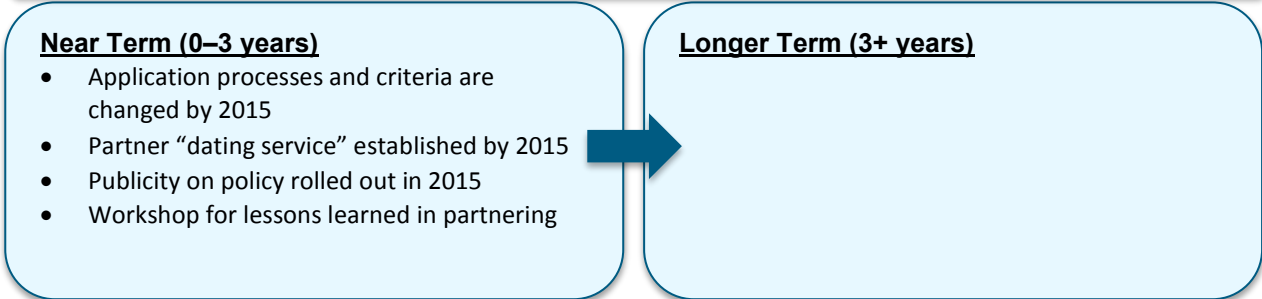 Near Term (0–3 years)
• Application processes and criteria are
changed by 2015
• Partner “dating service” established by 2015
• Publicity on policy rolled out in 2015
• Workshop for lessons learned in partnering
Longer Term (3+ years)